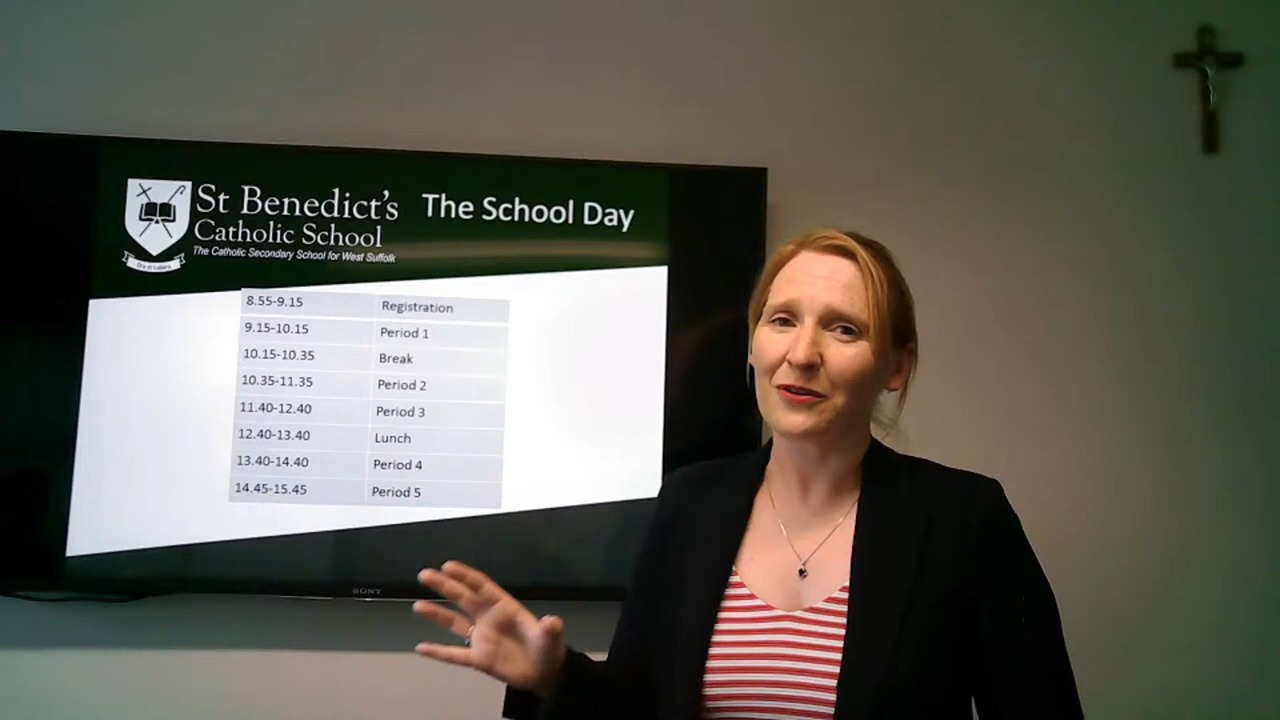 St Benedict's
Catholic School
The Catholic Secondary School for West Suffolk
The School Day
8.55-9.15 Registration
9.15-10.15 Period 1
10.15-10.35 Break
10.35-11.35 Period 2
11.40-12.40 Period 3
12.40-13.40 Lunch
13.40-14.40 Period 4
14.45-15.45 Period 5
SONY